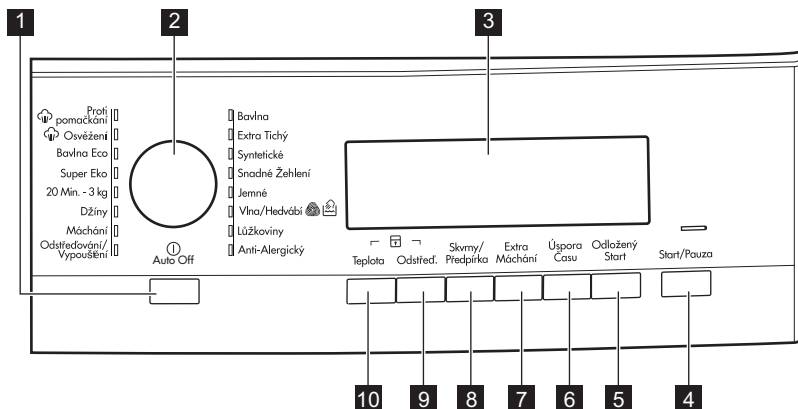 1
2
3
Proti
pomačkání
Osvěžení
Bavlna Eco
Super Eko
20 Min. - 3 kg
Džíny
Máchání
Odstřeďování/
Vypouštění
Bavlna
Extra Tichý
Syntetické
Snadné Žehlení
Jemné
Vlna/Hedvábí
Lůžkoviny
Anti-Alergický
Auto Off
Teplota
Odstřeď.
Skvrny/
Předpírka
Extra
Máchání
Úspora
Času
Odložený
Start
Start/Pauza
10
9
8
7
6
5
4